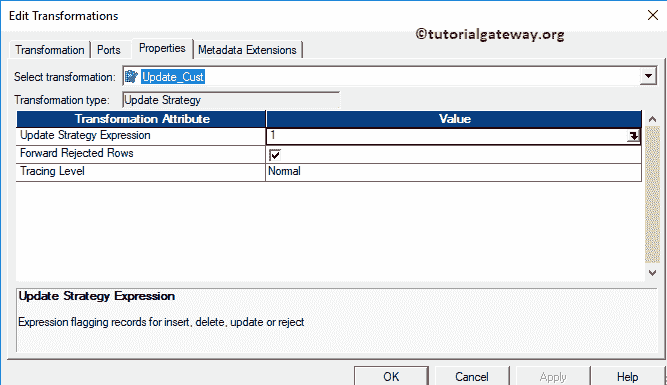 Edit Transformations
©tutorialgateway.org
Transformation Ports Properties Metadata Extensions
Select transformation: Update_Cust
Transformation type: Update Strategy
Transformation Attribute Value
Update Strategy Expression 1
Forward Rejected Rows
Tracing Level Normal
Update Strategy Expression
Expression flagging records for insert, delete, update or reject
OK Cancel Apply Help